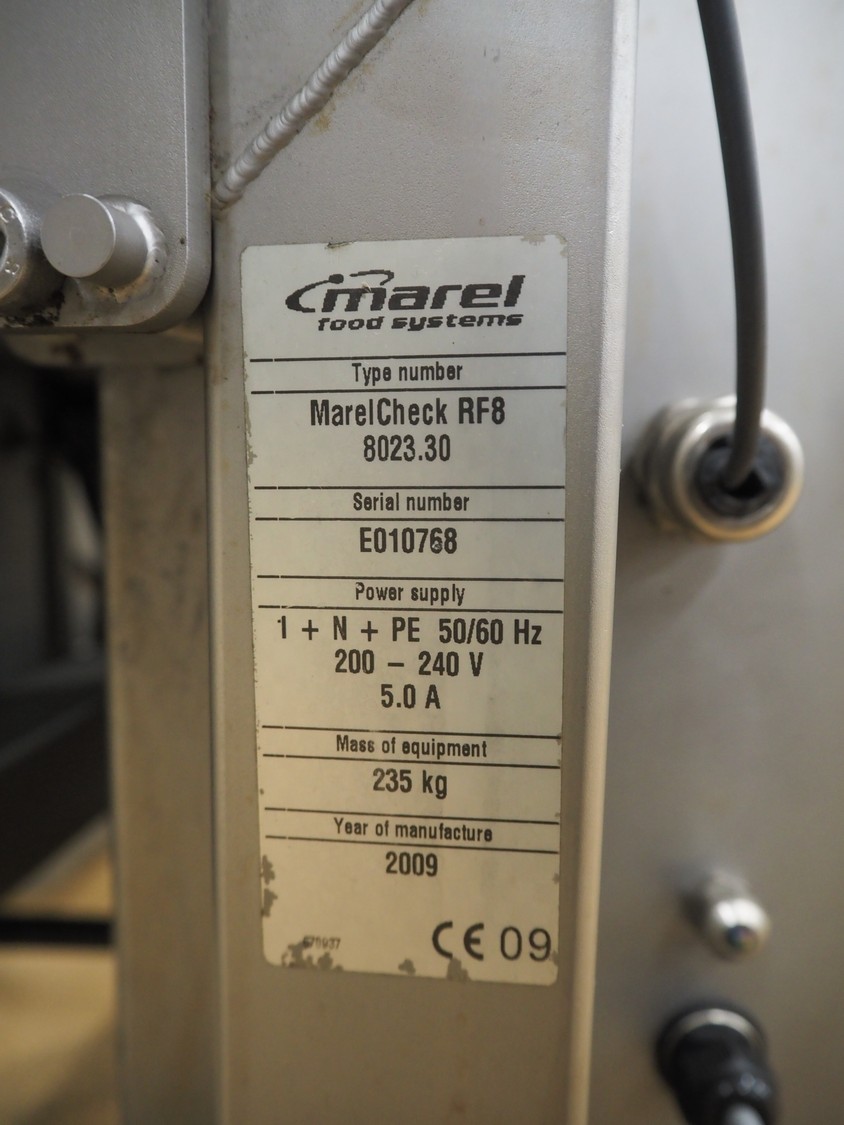 marel
food systems
Type number
MarelCheck RF8
8023.30
Serial number
E010768
Power supply
1 + N + PE 50/60 Hz
200 – 240 V
5.0 A
Mass of equipment
235 kg
Year of manufacture
2009
CE 09